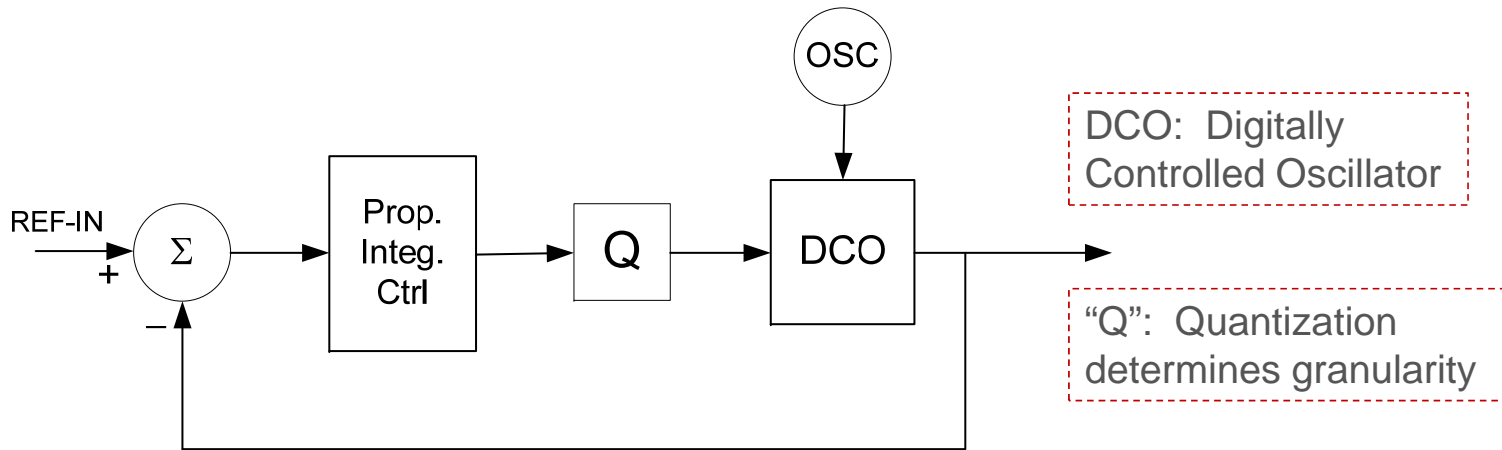 OSC
DCO: Digitally
Controlled Oscillator
REF-IN
+
Σ
–
Prop.
Integ.
Ctrl
Q
DCO
“Q”: Quantization
determines granularity